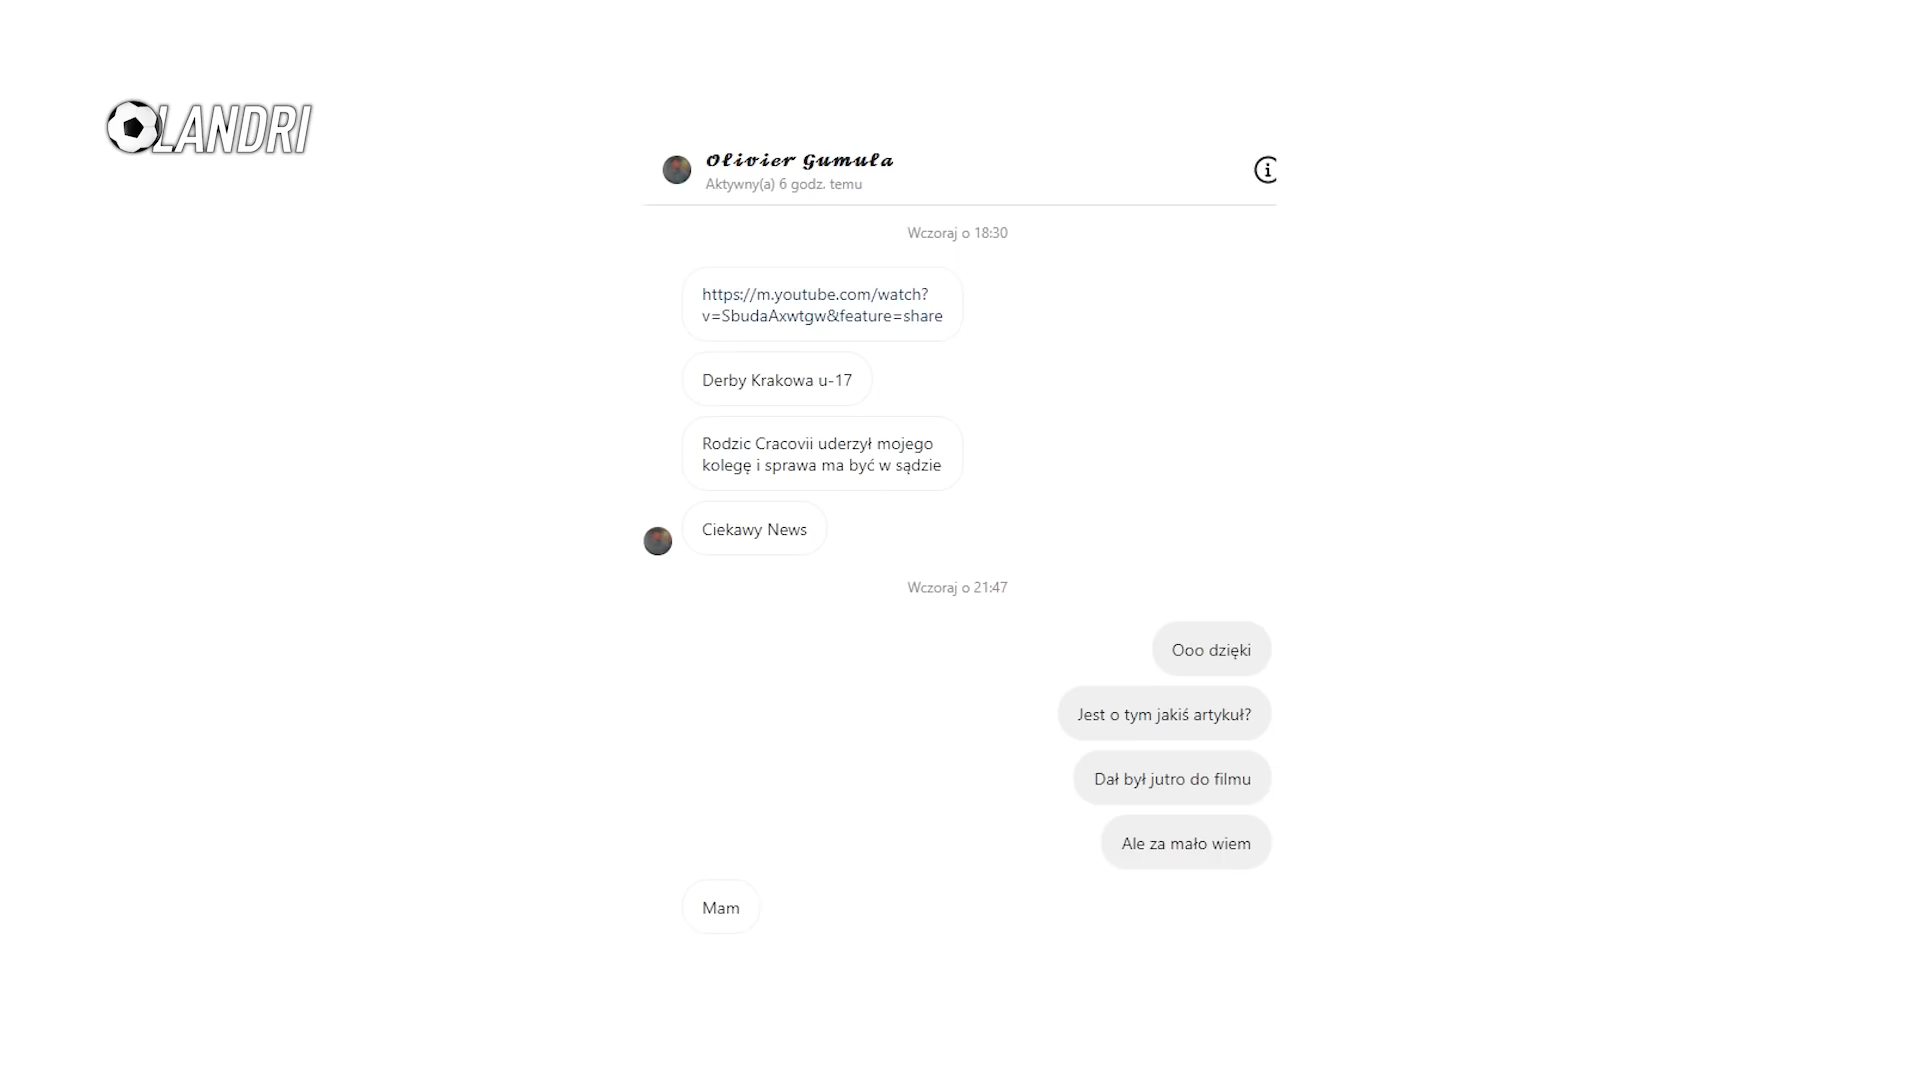 OLANDRI
Olivier Gumula
Aktywny(a) 6 godz. temu
Wczoraj o 18:30
https://m.youtube.com/watch?
v=SbudaAxwtgw&feature=share
Derby Krakowa u-17
Rodzic Cracovii uderzył mojego
kolegę i sprawa ma być w sądzie
Ciekawy News
Wczoraj o 21:47
Ooo dzięki
Jest o tym jakiś artykuł?
Dał był jutro do filmu
Ale za mało wiem
Mam